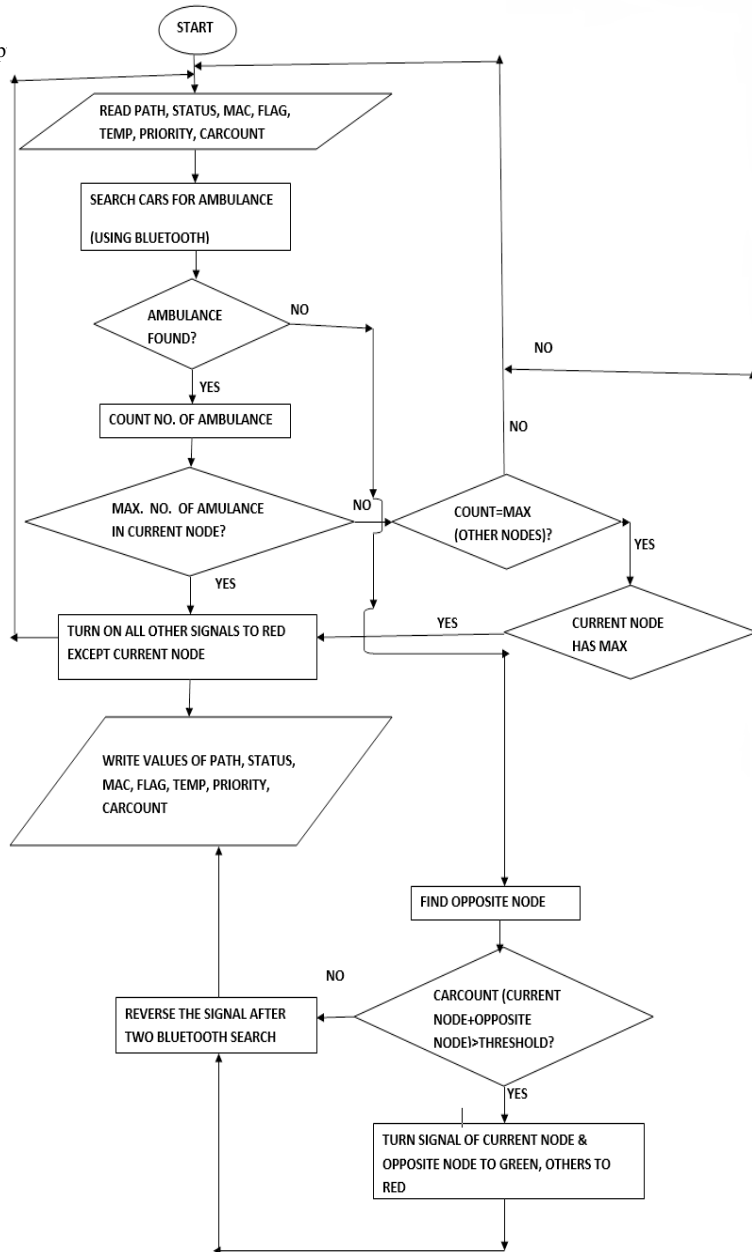 START
p
READ PATH, STATUS, MAC, FLAG,
TEMP, PRIORITY, CARCOUNT
SEARCH CARS FOR AMBULANCE
(USING BLUETOOTH)
NO
AMBULANCE
FOUND?
NO
YES
COUNT NO. OF AMBULANCE
NO
MAX. NO. OF AMULANCE
IN CURRENT NODE?
NO
COUNT=MAX
(OTHER NODES)?
YES
YES
TURN ON ALL OTHER SIGNALS TO RED
EXCEPT CURRENT NODE
YES
CURRENT NODE
HAS MAX
WRITE VALUES OF PATH, STATUS,
MAC, FLAG, TEMP, PRIORITY,
CARCOUNT
FIND OPPOSITE NODE
NO
CARCOUNT (CURRENT
NODE+OPPOSITE
NODE)>THRESHOLD?
REVERSE THE SIGNAL AFTER
TWO BLUETOOTH SEARCH
YES
TURN SIGNAL OF CURRENT NODE &
OPPOSITE NODE TO GREEN, OTHERS TO
RED